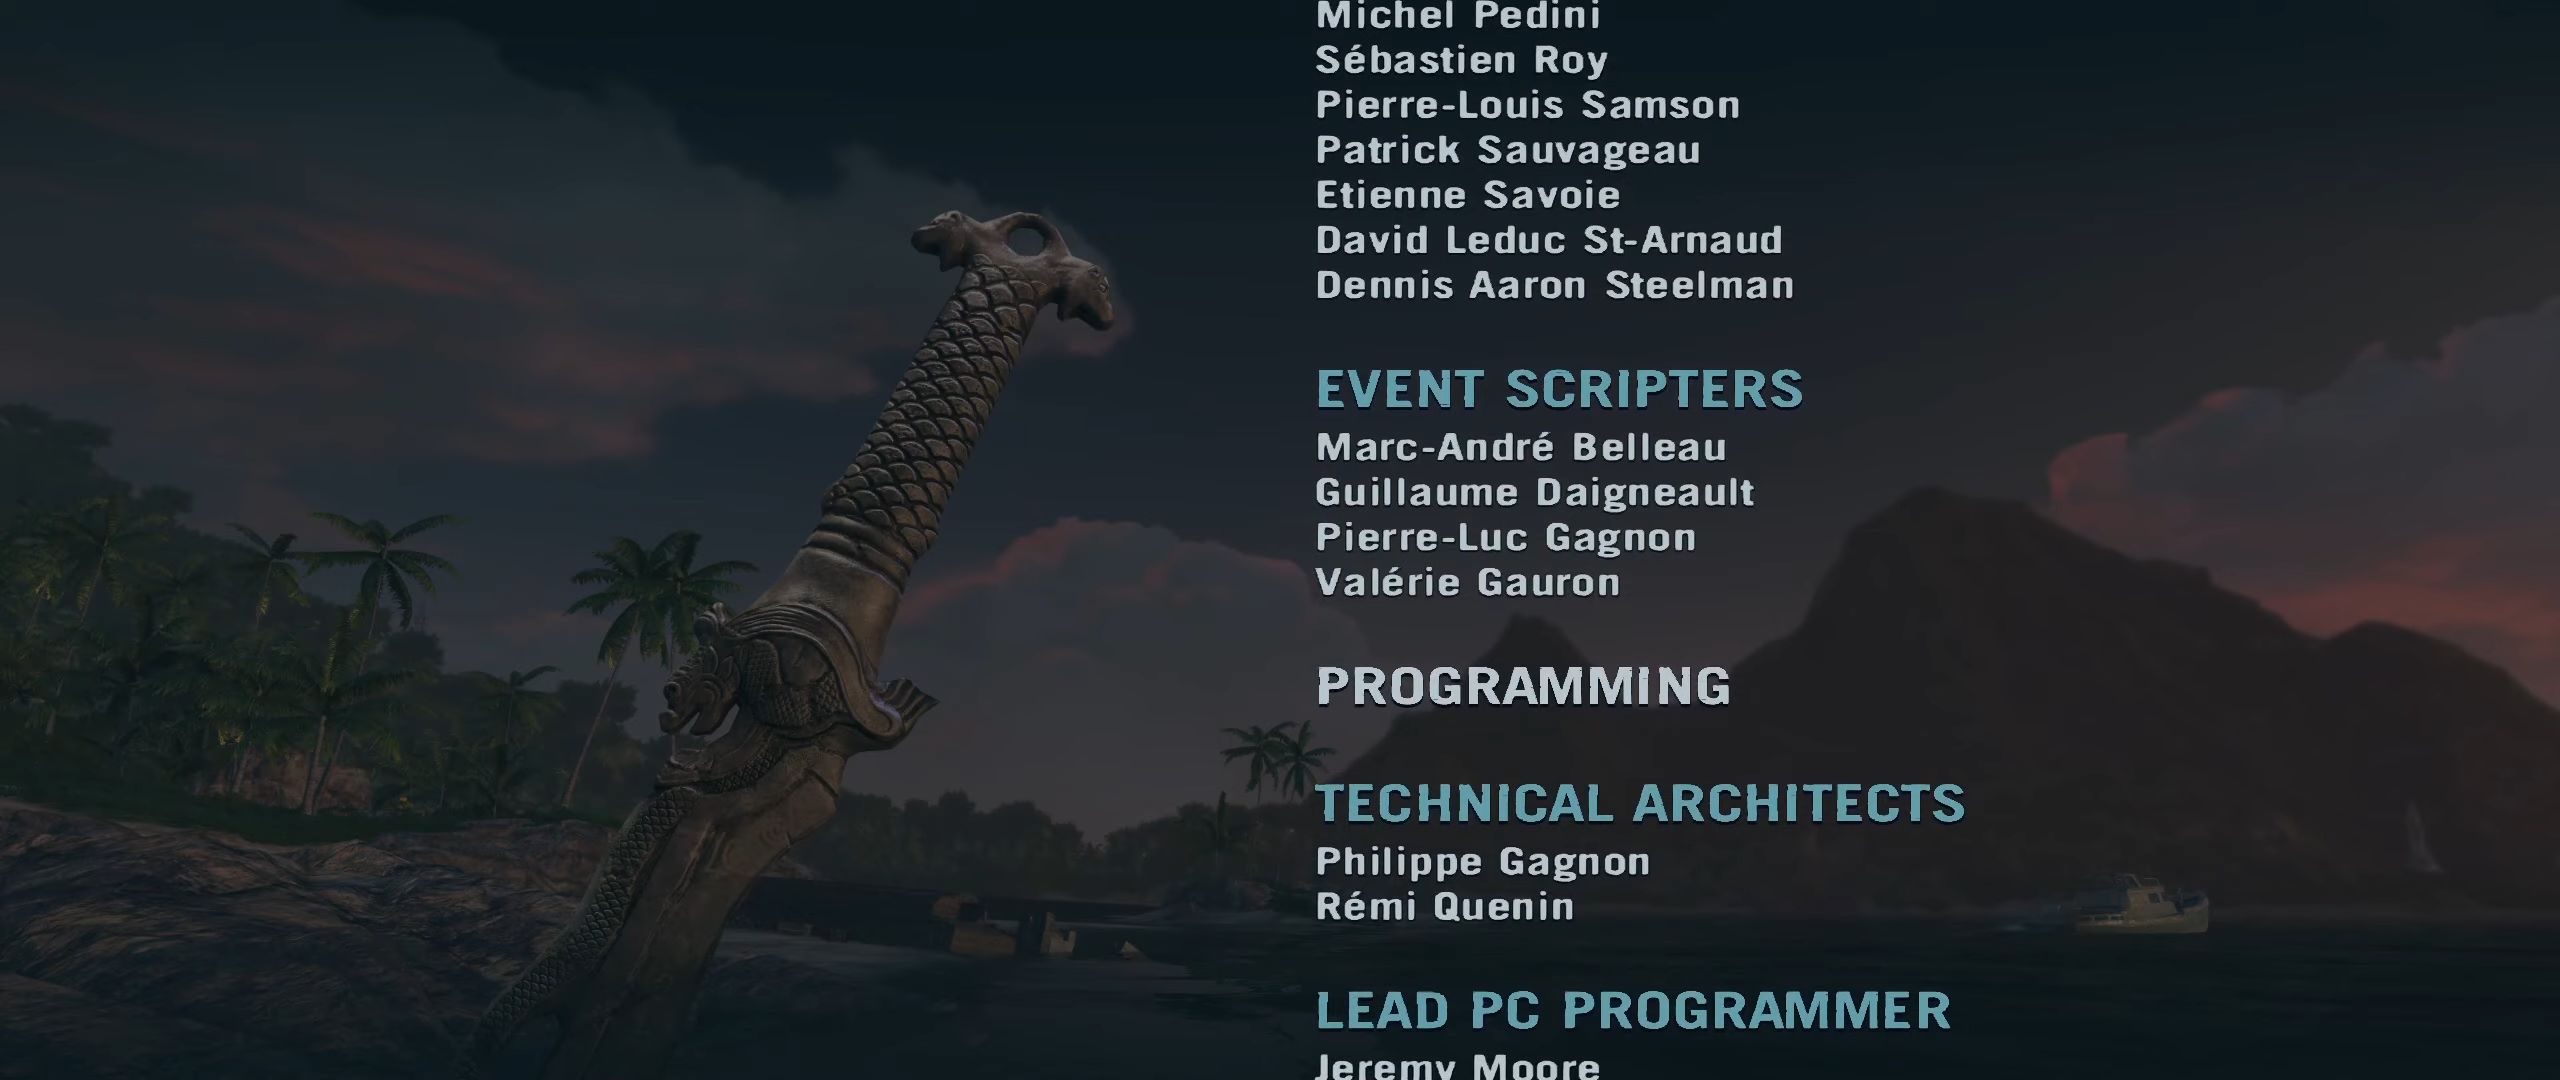 Michel Pedini
Sébastien Roy
Pierre-Louis Samson
Patrick Sauvageau
Etienne Savoie
David Leduc St-Arnaud
Dennis Aaron Steelman
EVENT SCRIPTERS
Marc-André Belleau
Guillaume Daigneault
Pierre-Luc Gagnon
Valérie Gauron
PROGRAMMING
TECHNICAL ARCHITECTS
Philippe Gagnon
Rémi Quenin
LEAD PC PROGRAMMER
Jeremy Moore